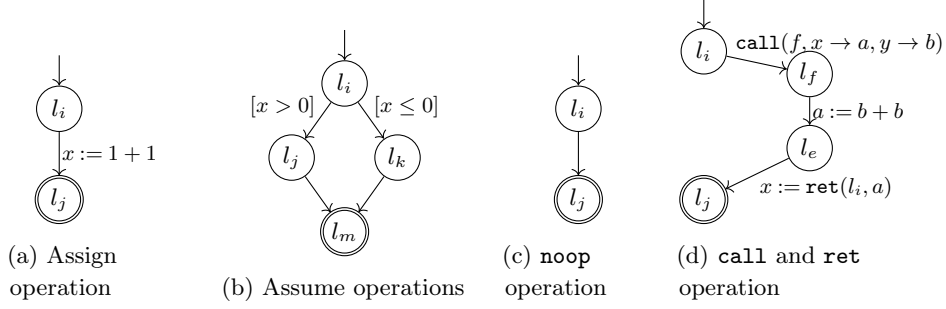 l_i
x := 1 + 1
l_j
(a) Assign
operation
l_i
[x > 0] [x ≤ 0]
l_j l_k
l_m
(b) Assume operations
l_i
l_j
(c) noop
operation
l_i
call(f, x → a, y → b)
l_f
a := b + b
l_e
x := ret(l_i, a)
l_j
(d) call and ret
operation